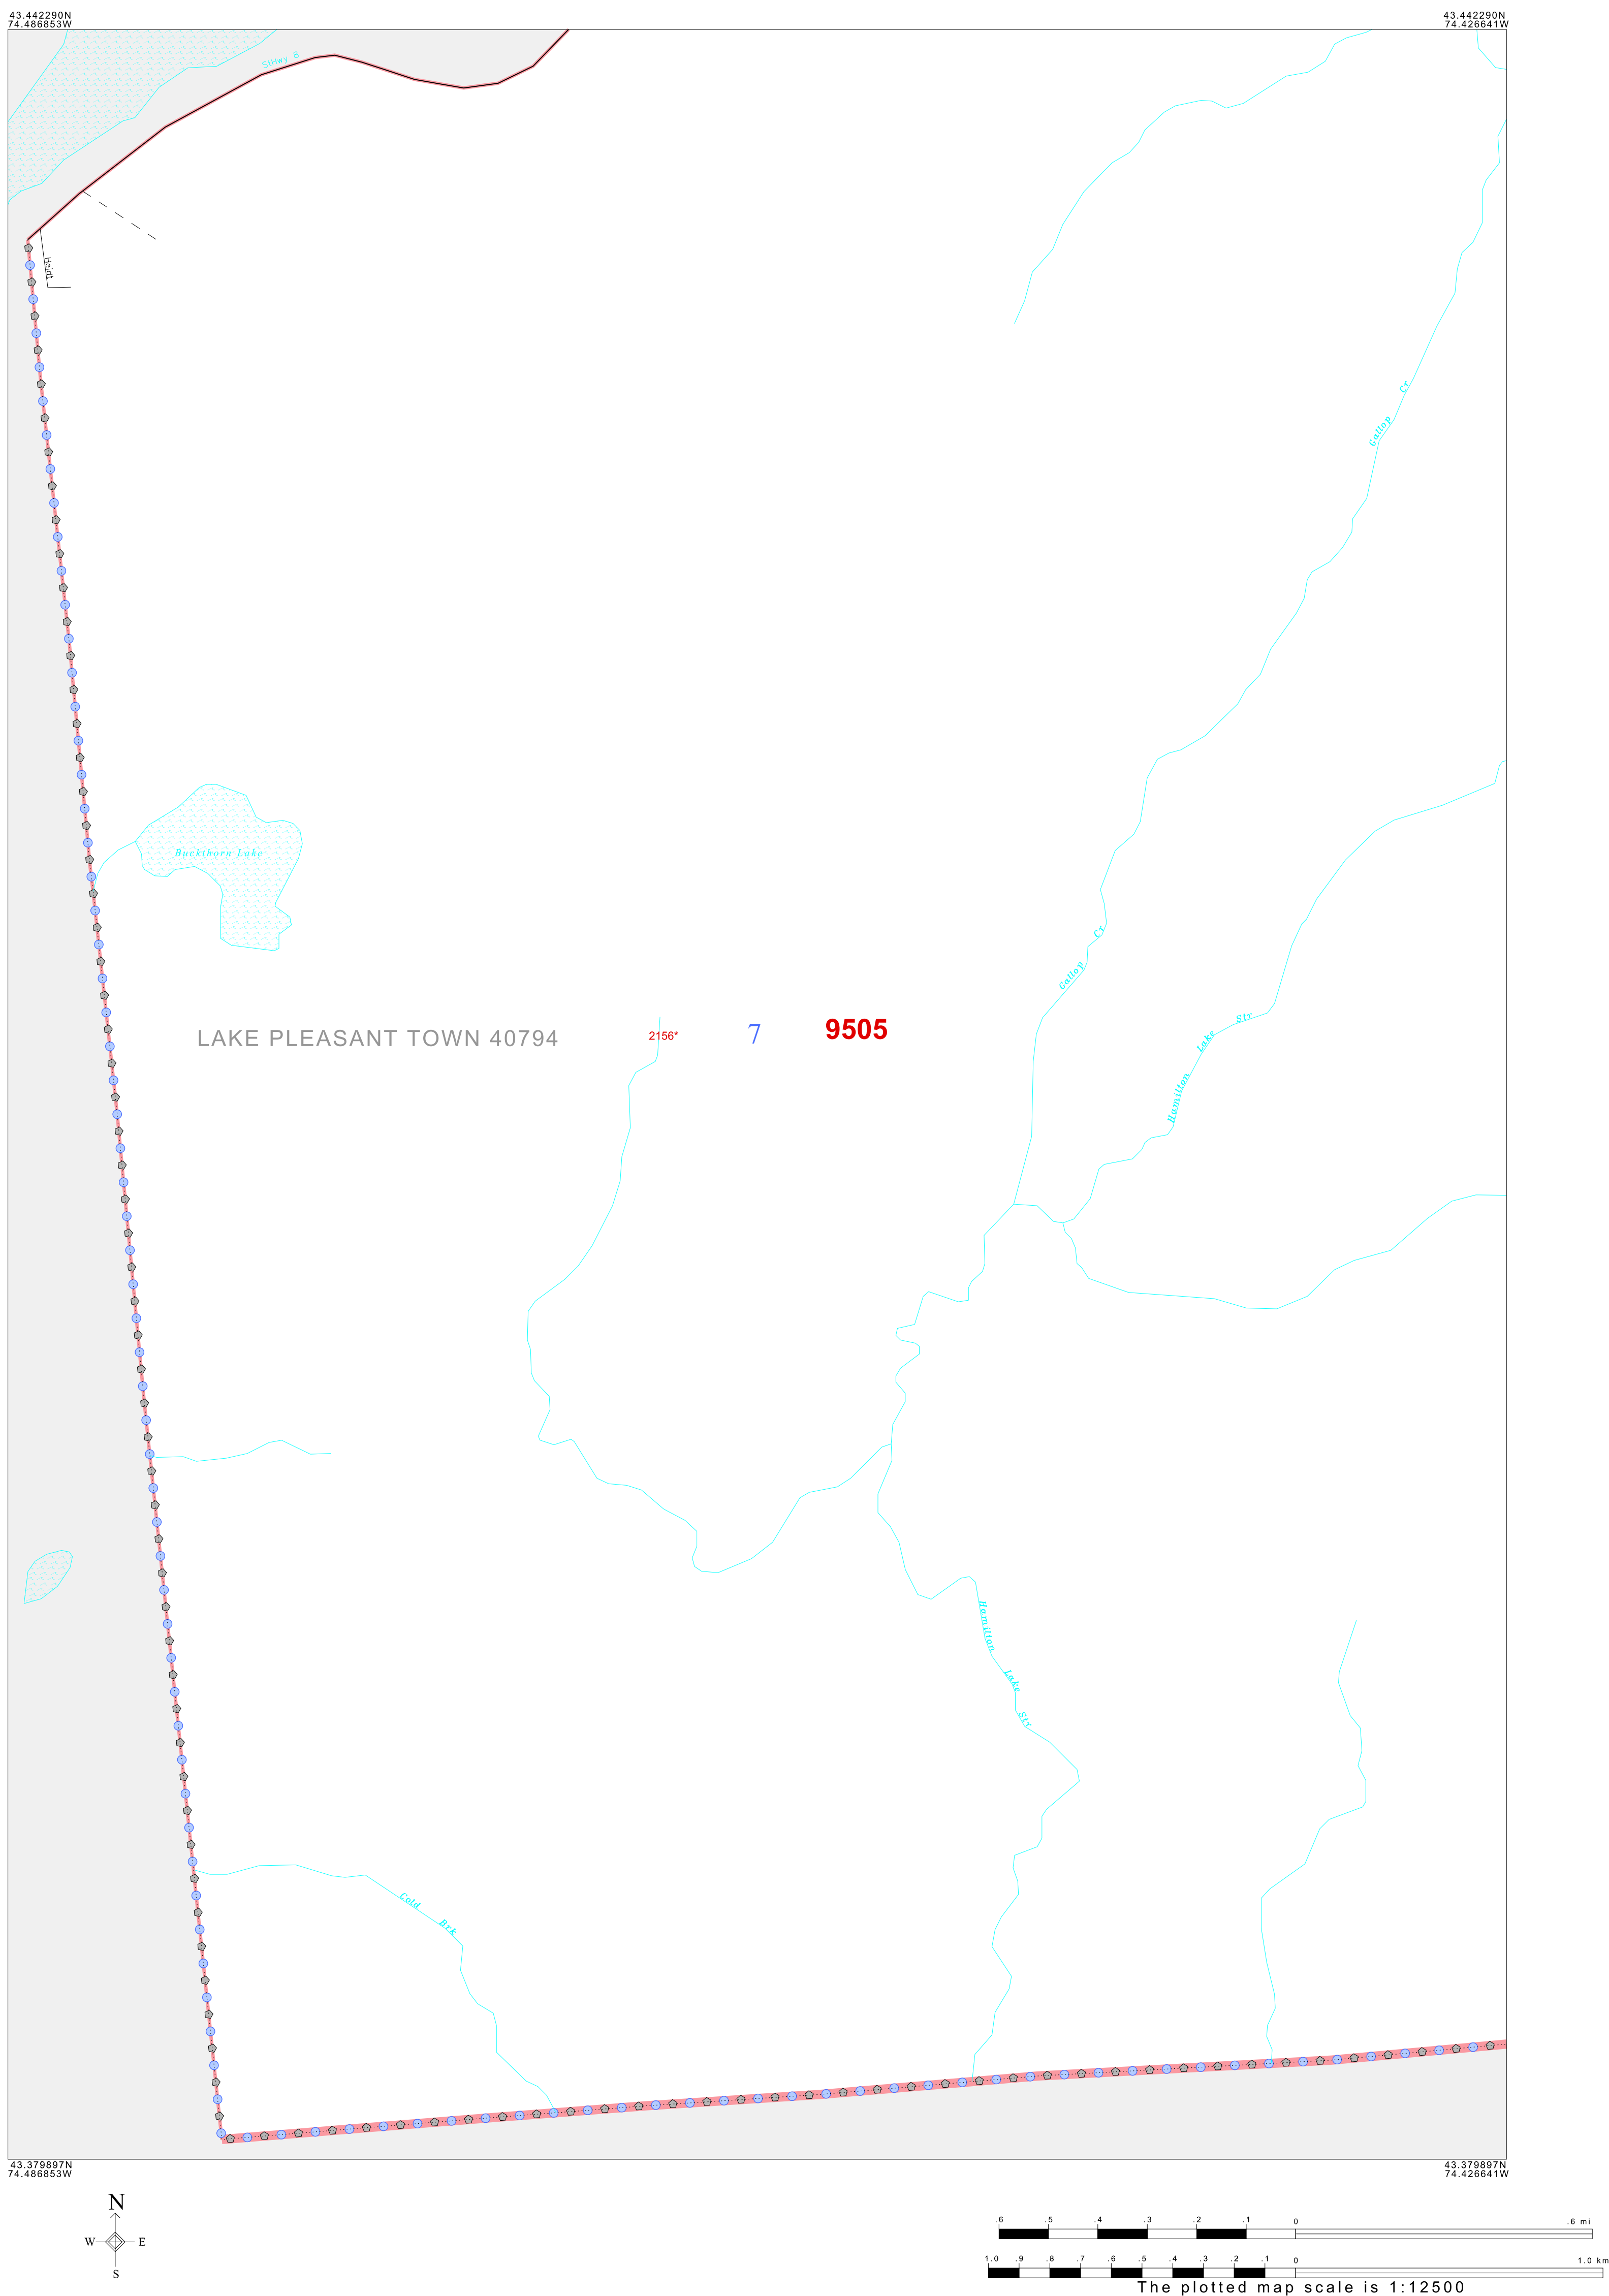 43.442290N
74.486853W
43.442290N
74.426641W
StHwy 8
Heidt
Gallop Cr
Buckthorn Lake
Gallop Cr
LAKE PLEASANT TOWN 40794
2156*
7
9505
Hamilton Lake Str
Hamilton Lake Str
Cold Brk
43.379897N
74.486853W
43.379897N
74.426641W
N
W E
S
.6 .5 .4 .3 .2 .1 0 .6 mi
1.0 .9 .8 .7 .6 .5 .4 .3 .2 .1 0 1.0 km
The plotted map scale is 1:12500